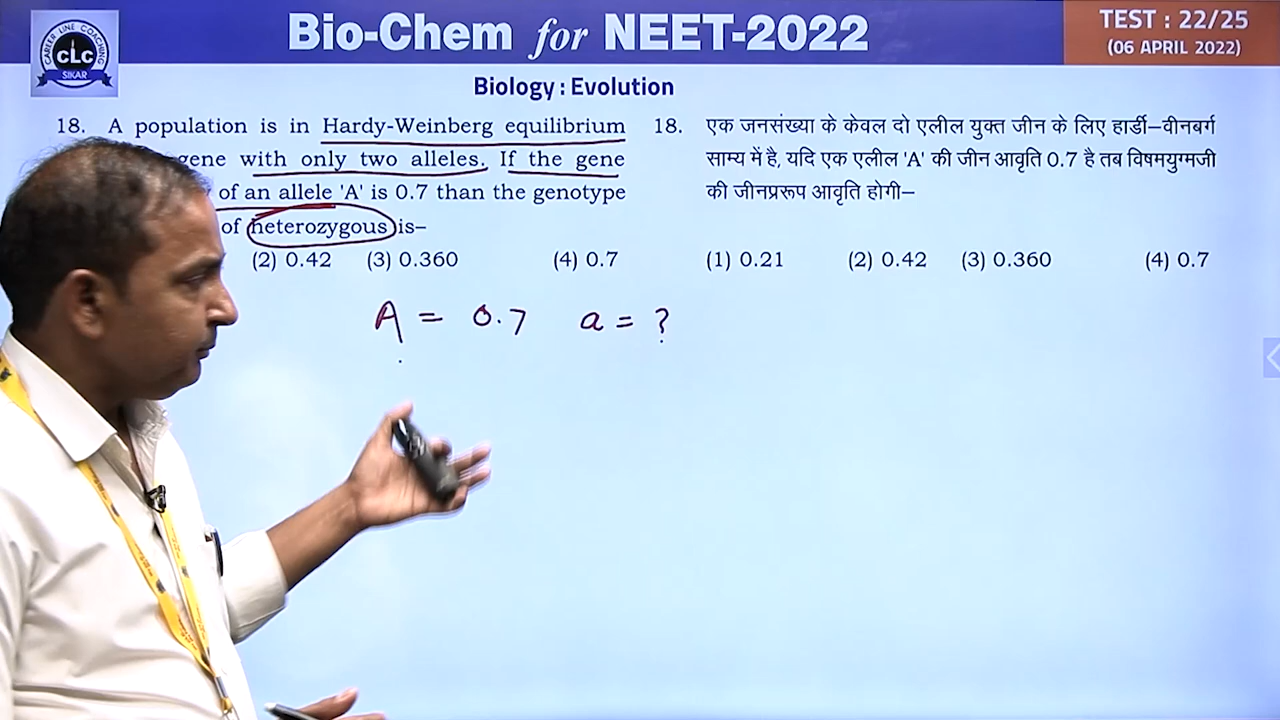 CAREER LINE COACHING
CLC
SIKAR
Bio-Chem for NEET-2022
TEST : 22/25
(06 APRIL 2022)
Biology : Evolution
18. A population is in Hardy-Weinberg equilibrium
gene with only two alleles. If the gene
of an allele 'A' is 0.7 than the genotype
of heterozygous is–
(2) 0.42 (3) 0.360 (4) 0.7
18. एक जनसंख्या के केवल दो एलील युक्त जीन के लिए हार्डी–वीनबर्ग
साम्य में है, यदि एक एलील 'A' की जीन आवृति 0.7 है तब विषमयुग्मजी
की जीनप्ररूप आवृति होगी–
(1) 0.21 (2) 0.42 (3) 0.360 (4) 0.7
A = 0.7 a = ?